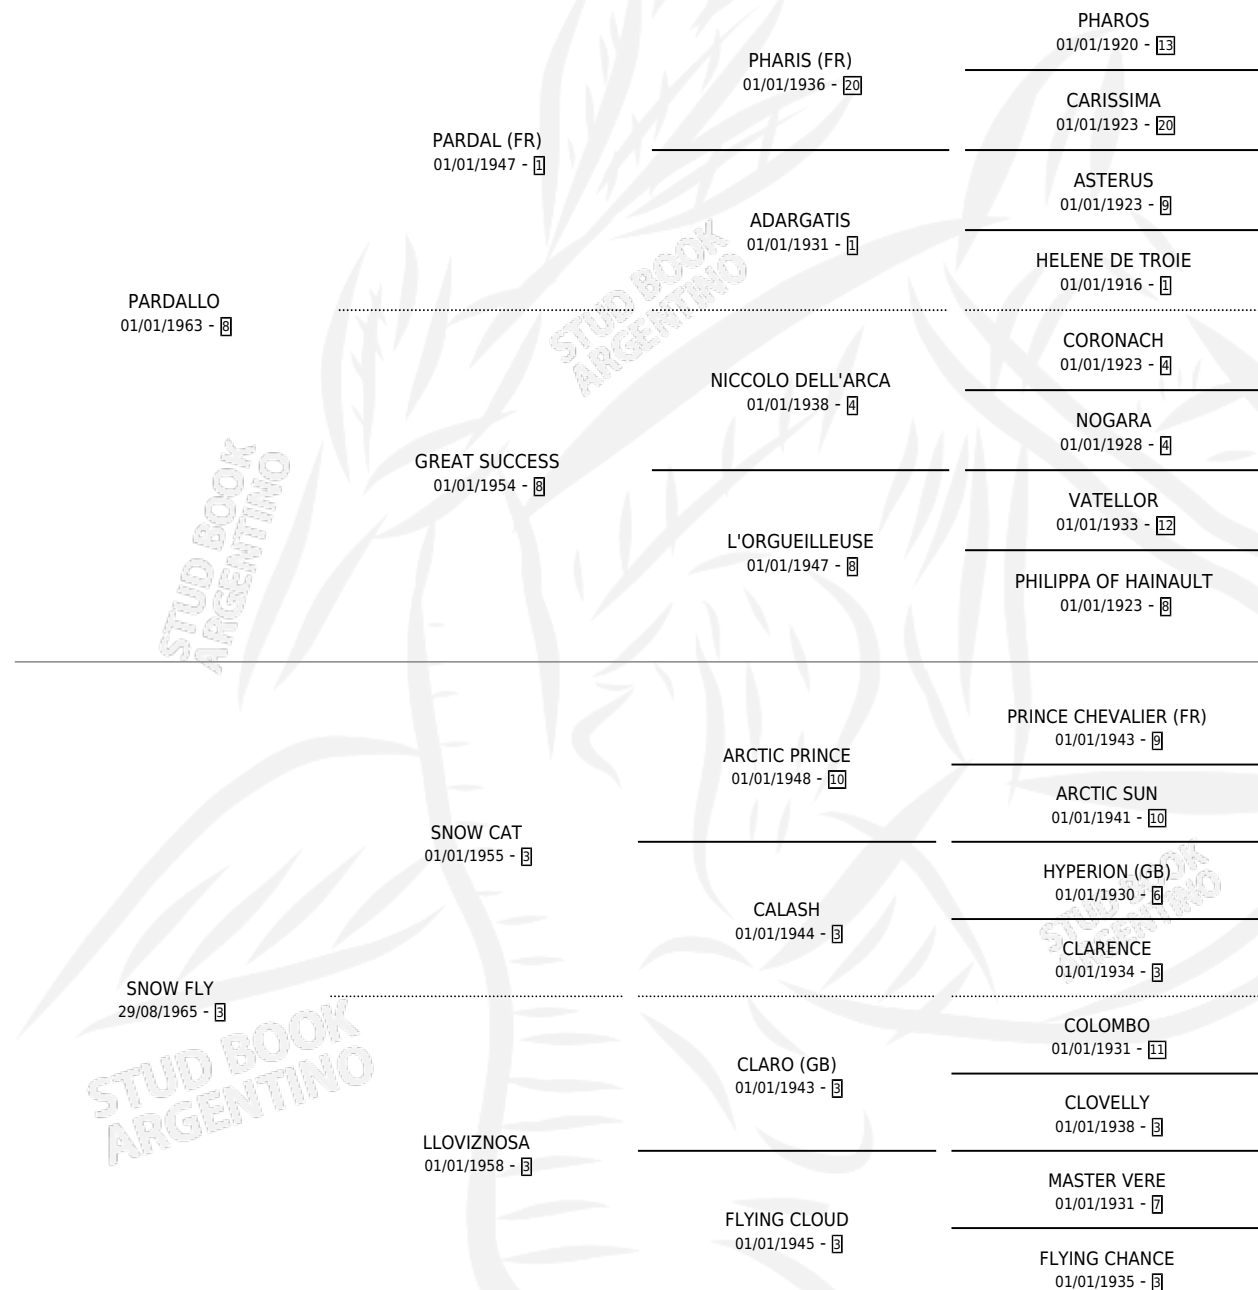 PHAROS
01/01/1920 - 13
PHARIS (FR)
01/01/1936 - 20
CARISSIMA
01/01/1923 - 20
PARDAL (FR)
01/01/1947 - 1
ASTERUS
01/01/1923 - 9
ADARGATIS
01/01/1931 - 1
HELENE DE TROIE
01/01/1916 - 1
PARDALLO
01/01/1963 - 8
CORONACH
01/01/1923 - 4
NICCOLO DELL'ARCA
01/01/1938 - 4
NOGARA
01/01/1928 - 4
GREAT SUCCESS
01/01/1954 - 8
VATELLOR
01/01/1933 - 12
L'ORGUEILLEUSE
01/01/1947 - 8
PHILIPPA OF HAINAULT
01/01/1923 - 8
PRINCE CHEVALIER (FR)
01/01/1943 - 9
ARCTIC PRINCE
01/01/1948 - 10
ARCTIC SUN
01/01/1941 - 10
SNOW CAT
01/01/1955 - 3
HYPERION (GB)
01/01/1930 - 6
CALASH
01/01/1944 - 3
CLARENCE
01/01/1934 - 3
SNOW FLY
29/08/1965 - 3
COLOMBO
01/01/1931 - 11
CLARO (GB)
01/01/1943 - 3
CLOVELLY
01/01/1938 - 3
LLOVIZNOSA
01/01/1958 - 3
MASTER VERE
01/01/1931 - 7
FLYING CLOUD
01/01/1945 - 3
FLYING CHANCE
01/01/1935 - 3
STUD BOOK
ARGENTINO
STUD BOOK
ARGENTINO
STUD BOOK
ARGENTINO
STUD BOOK
ARGENTINO